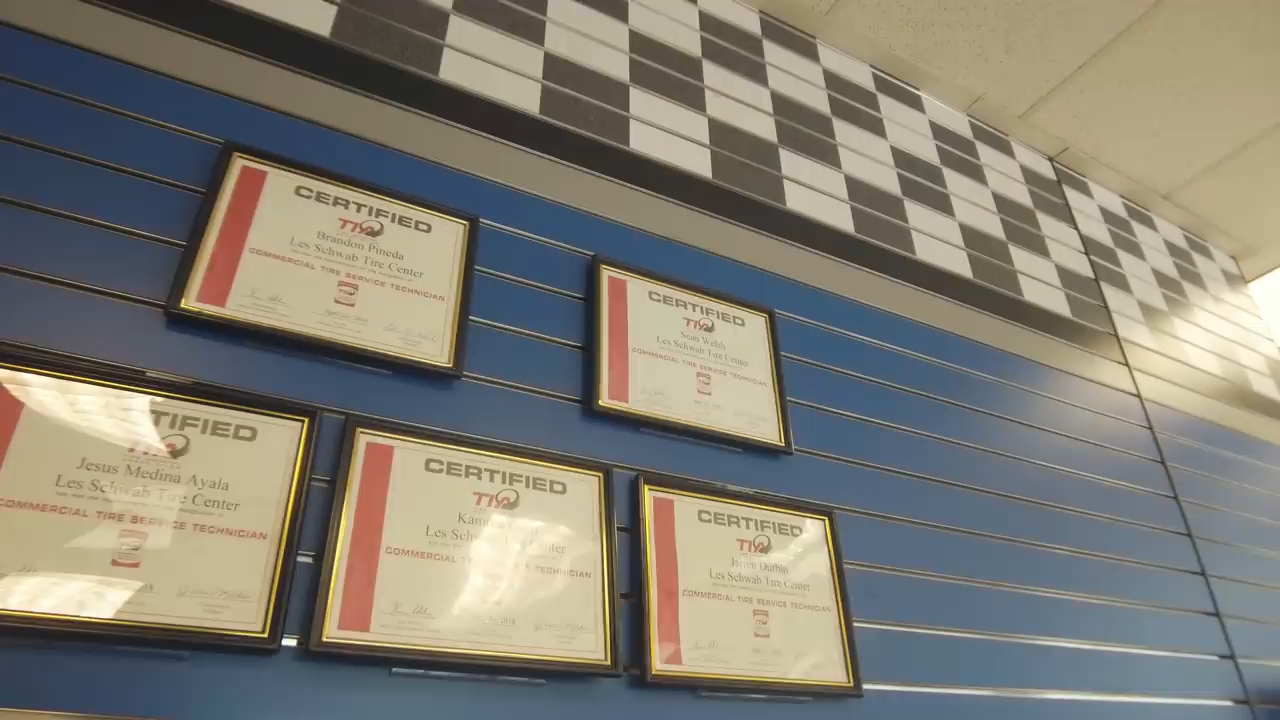 CERTIFIED
TIA
Brandon Pineda
Les Schwab Tire Center
COMMERCIAL TIRE SERVICE TECHNICIAN
CERTIFIED
TIA
Sean Welsh
Les Schwab Tire Center
COMMERCIAL TIRE SERVICE TECHNICIAN
TIFIED
Jesus Medina Ayala
Les Schwab Tire Center
COMMERCIAL TIRE SERVICE TECHNICIAN
CERTIFIED
TIA
Les Center
COMMERCIAL TECHNICIAN
CERTIFIED
TIA
Durbin
Les Schwab Tire Center
COMMERCIAL TIRE SERVICE TECHNICIAN